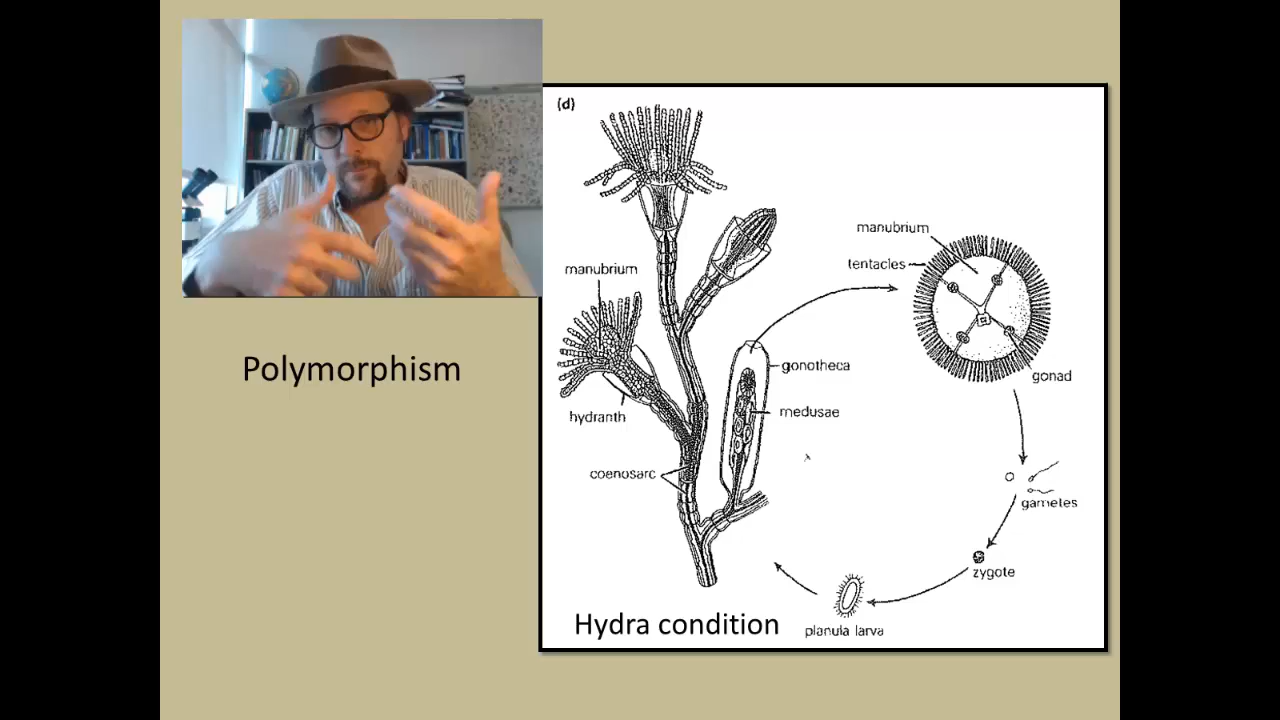 Polymorphism
(d)
manubrium
tentacles
manubrium
gonotheca
gonad
medusae
hydranth
coenosarc
gametes
zygote
Hydra condition
planula larva